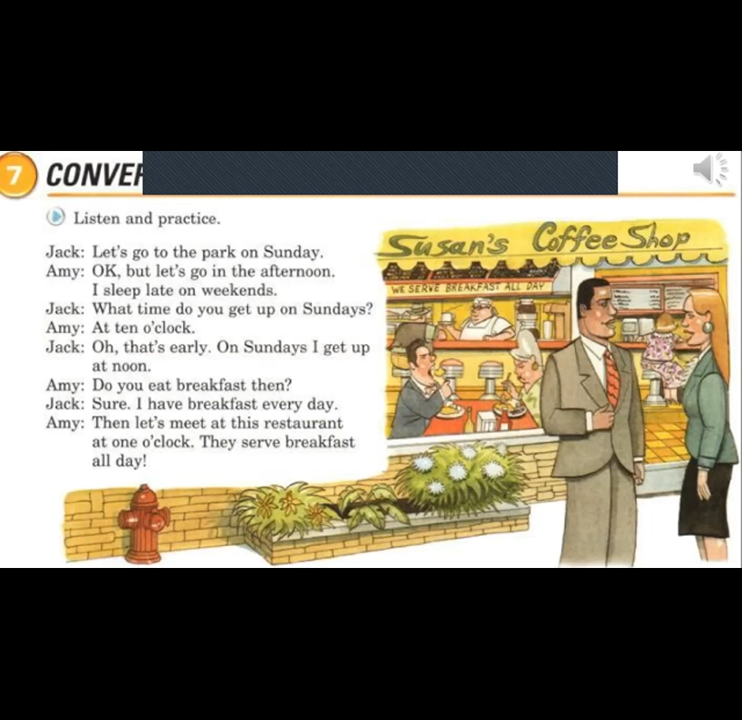 7 CONVER
Listen and practice.
Jack: Let's go to the park on Sunday.
Amy: OK, but let's go in the afternoon.
I sleep late on weekends.
Jack: What time do you get up on Sundays?
Amy: At ten o'clock.
Jack: Oh, that's early. On Sundays I get up
at noon.
Amy: Do you eat breakfast then?
Jack: Sure. I have breakfast every day.
Amy: Then let's meet at this restaurant
at one o'clock. They serve breakfast
all day!
Susan's Coffee Shop
WE SERVE BREAKFAST ALL DAY